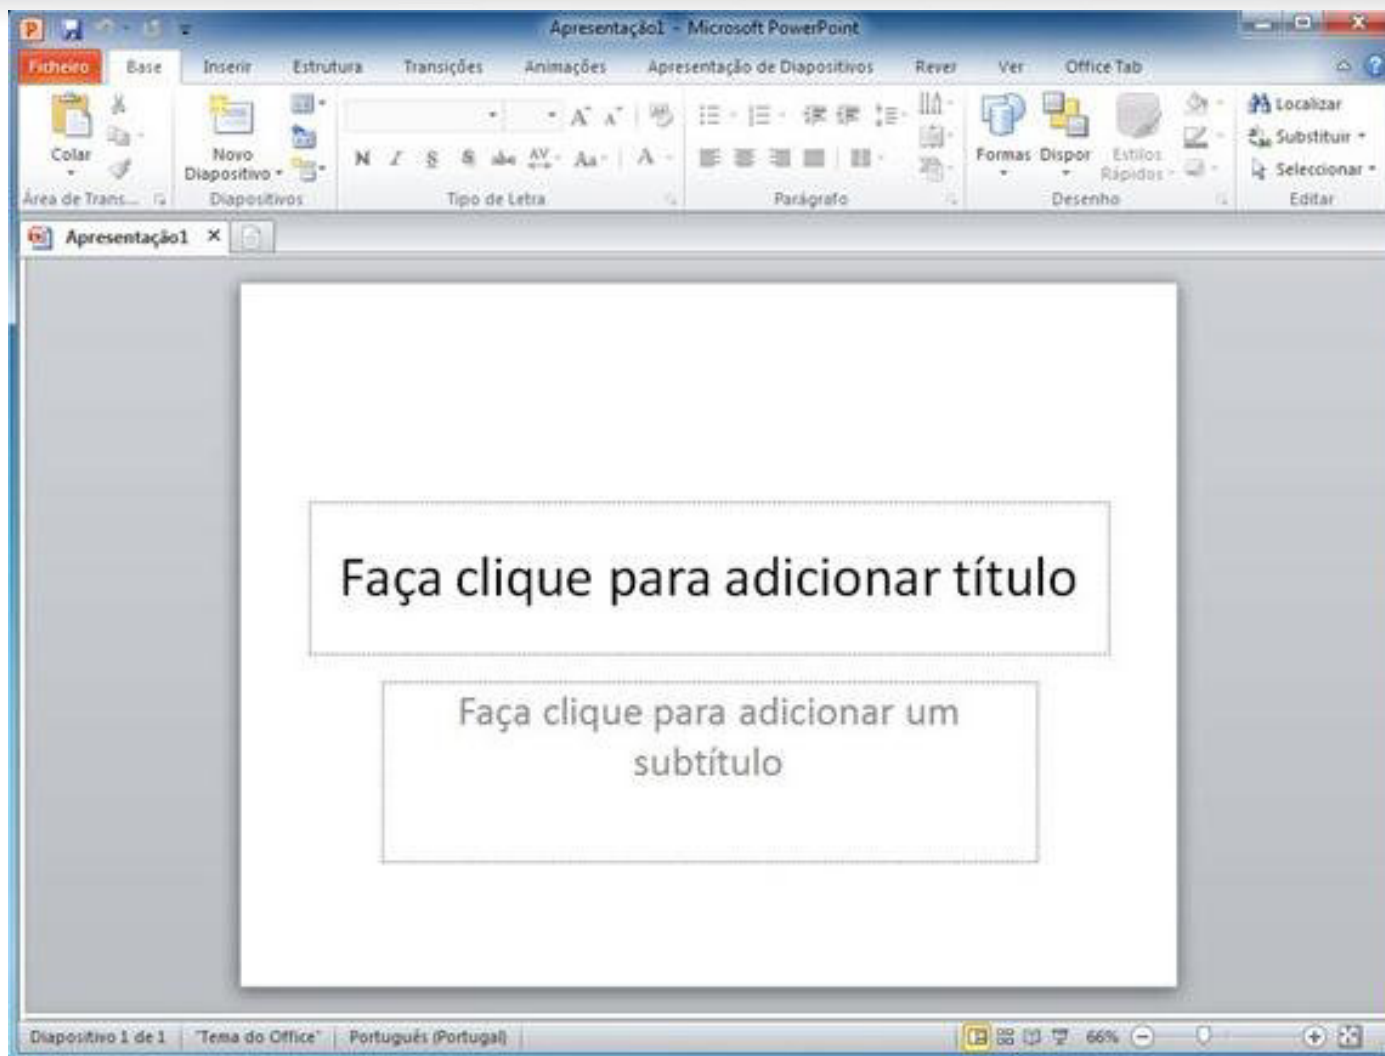 Apresentação1 - Microsoft PowerPoint
Ficheiro Base Inserir Estrutura Transições Animações Apresentação de Diapositivos Rever Ver Office Tab
Colar
Novo Diapositivo
N I S S abc AV Aa A
Formas Dispor Estilos Rápidos
Localizar
Substituir
Seleccionar
Área de Trans... Diapositivos Tipo de Letra Parágrafo Desenho Editar
Apresentação1
Faça clique para adicionar título
Faça clique para adicionar um
subtítulo
Diapositivo 1 de 1 "Tema do Office" Português (Portugal) 66%